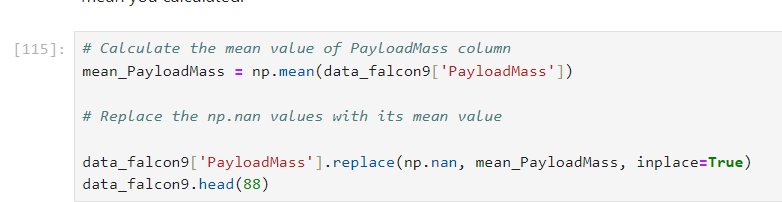 mean you calculated.
[115]: # Calculate the mean value of PayloadMass column
mean_PayloadMass = np.mean(data_falcon9['PayloadMass'])
# Replace the np.nan values with its mean value
data_falcon9['PayloadMass'].replace(np.nan, mean_PayloadMass, inplace=True)
data_falcon9.head(88)